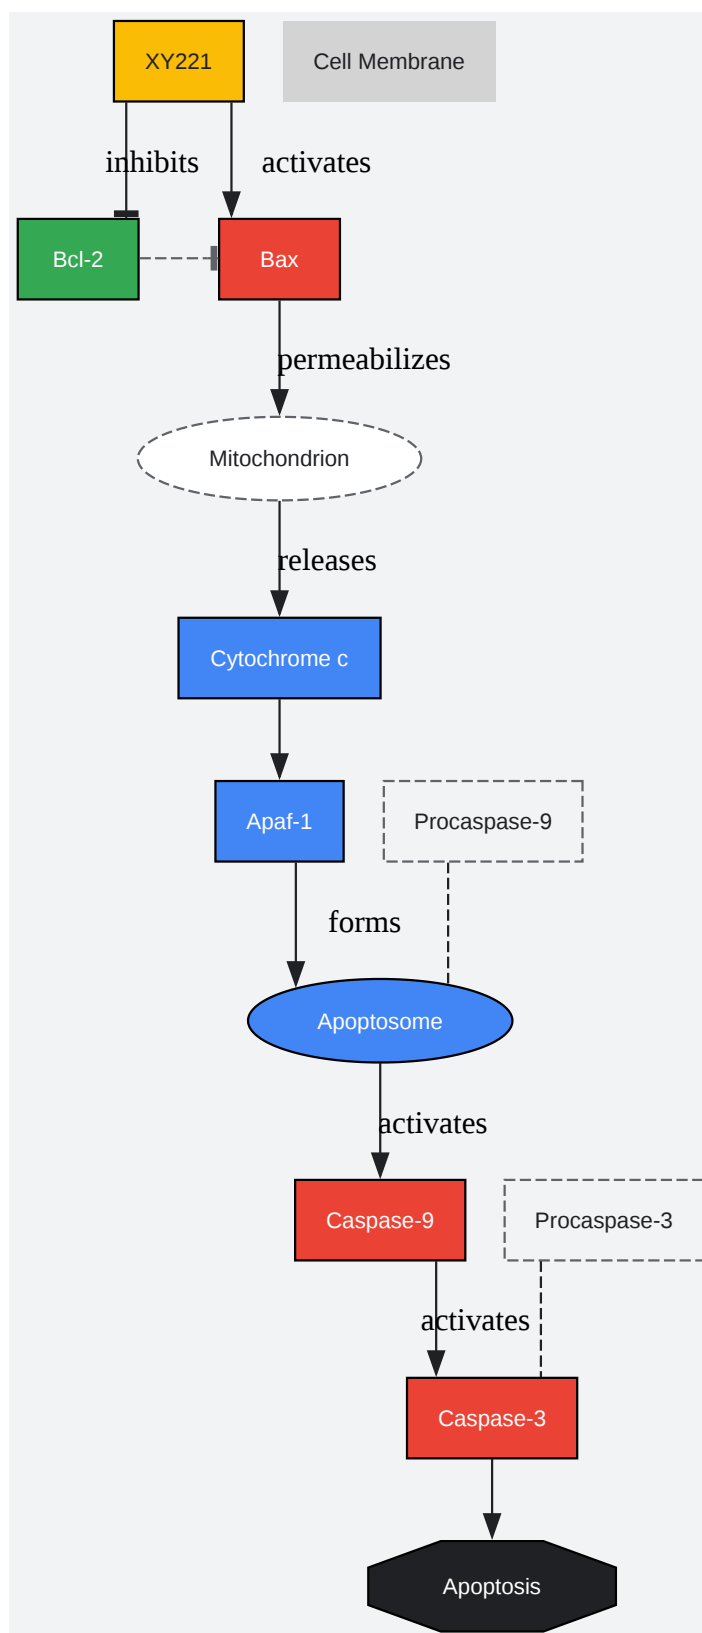 XY221
Cell Membrane
inhibits
activates
Bcl-2
Bax
permeabilizes
Mitochondrion
releases
Cytochrome c
Apaf-1
Procaspase-9
forms
Apoptosome
activates
Caspase-9
Procaspase-3
activates
Caspase-3
Apoptosis